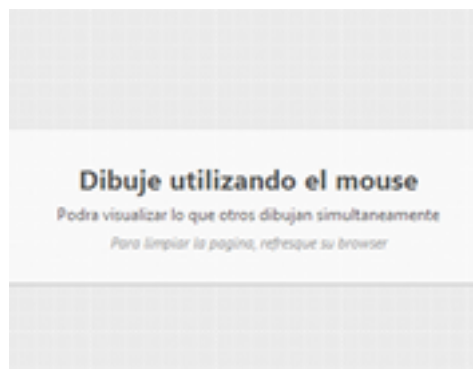 Dibuje utilizando el mouse
Podra visualizar lo que otros dibujan simultaneamente
Para limpiar la pagina, refresque su browser